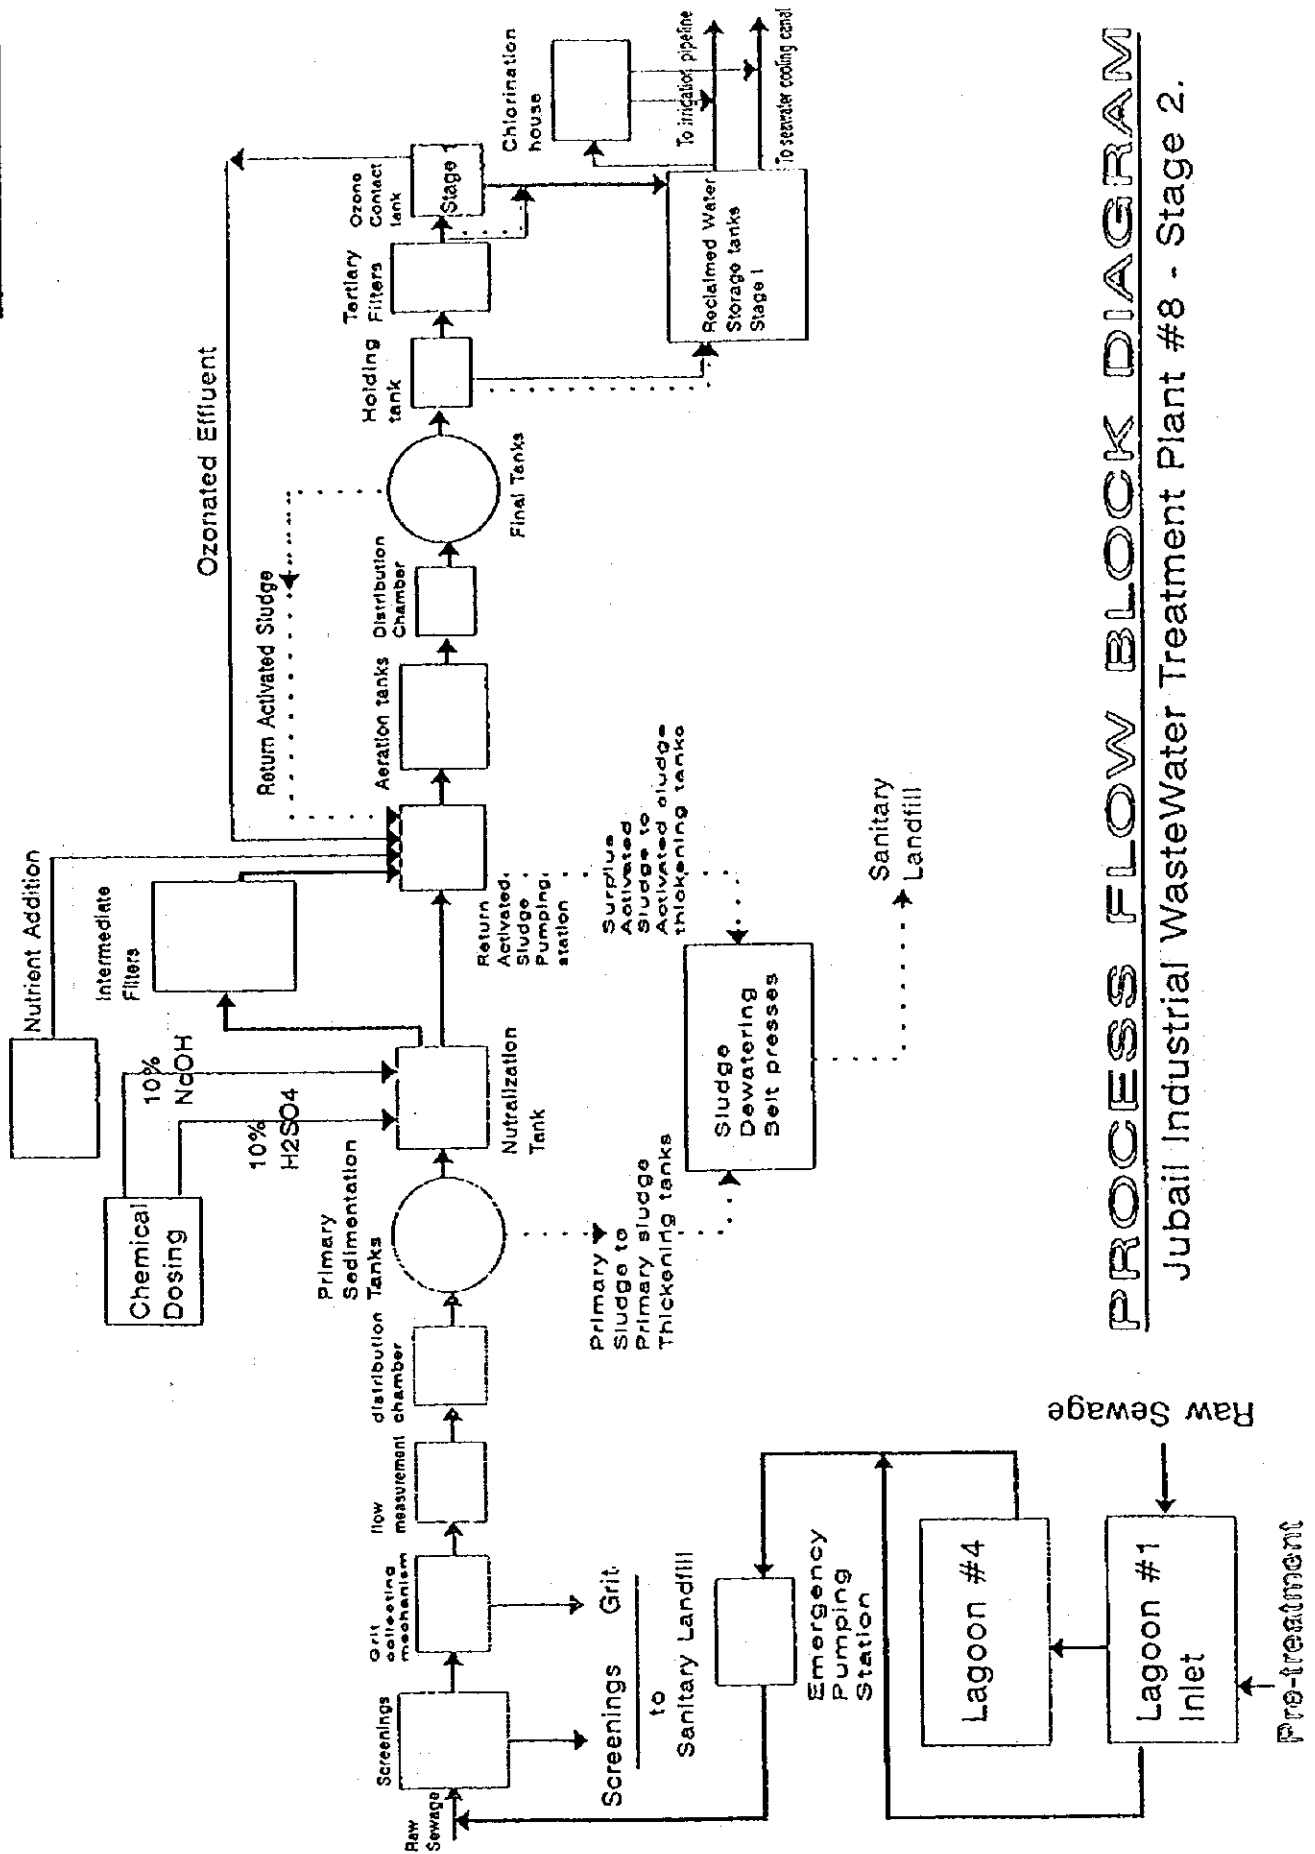 Nutrient Addition
Chemical
Dosing
10%
NaOH
10%
H2SO4
Intermediate
Filters
Ozonated Effluent
Return Activated Sludge
Raw
Sewage
Screenings
Grit
collecting
mechanism
flow
measurement
distribution
chamber
Primary
Sedimentation
Tanks
Nutralization
Tank
Return
Activated
Sludge
Pumping
station
Aeration tanks
Distribution
Chamber
Final Tanks
Holding
tank
Tertiary
Filters
Ozone
Contact
tank
Stage 1
Chlorination
house
To irrication pipeline
To seawater cooling canal
Reclaimed Water
Storage tanks
Stage I
Screenings Grit
to
Sanitary Landfill
Primary
Sludge to
Primary sludge
Thickening tanks
Surplus
Activated
Sludge to
Activated sludge
thickening tanks
Sludge
Dewatering
Belt presses
Sanitary
Landfill
Emergency
Pumping
Station
Lagoon #4
Lagoon #1
Inlet
Raw Sewage
Pre-treatment
PROCESS FLOW BLOCK DIAGRAM
Jubail Industrial WasteWater Treatment Plant #8 - Stage 2.